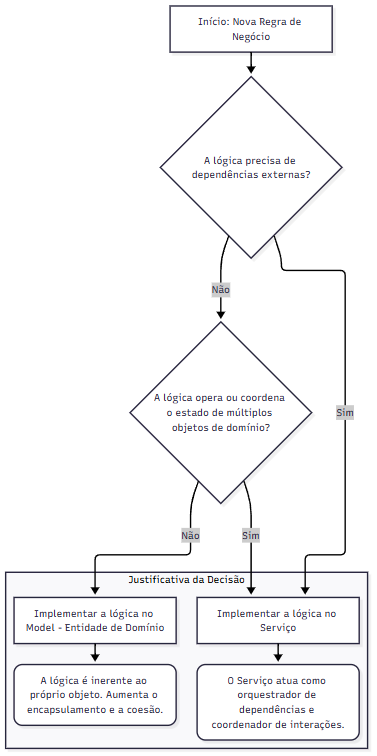 Início: Nova Regra de
Negócio
A lógica precisa de
dependências externas?
Não
Sim
A lógica opera ou coordena
o estado de múltiplos
objetos de domínio?
Não
Sim
Justificativa da Decisão
Implementar a lógica no
Model - Entidade de Domínio
Implementar a lógica no
Serviço
A lógica é inerente ao
próprio objeto. Aumenta o
encapsulamento e a coesão.
O Serviço atua como
orquestrador de
dependências e
coordenador de interações.